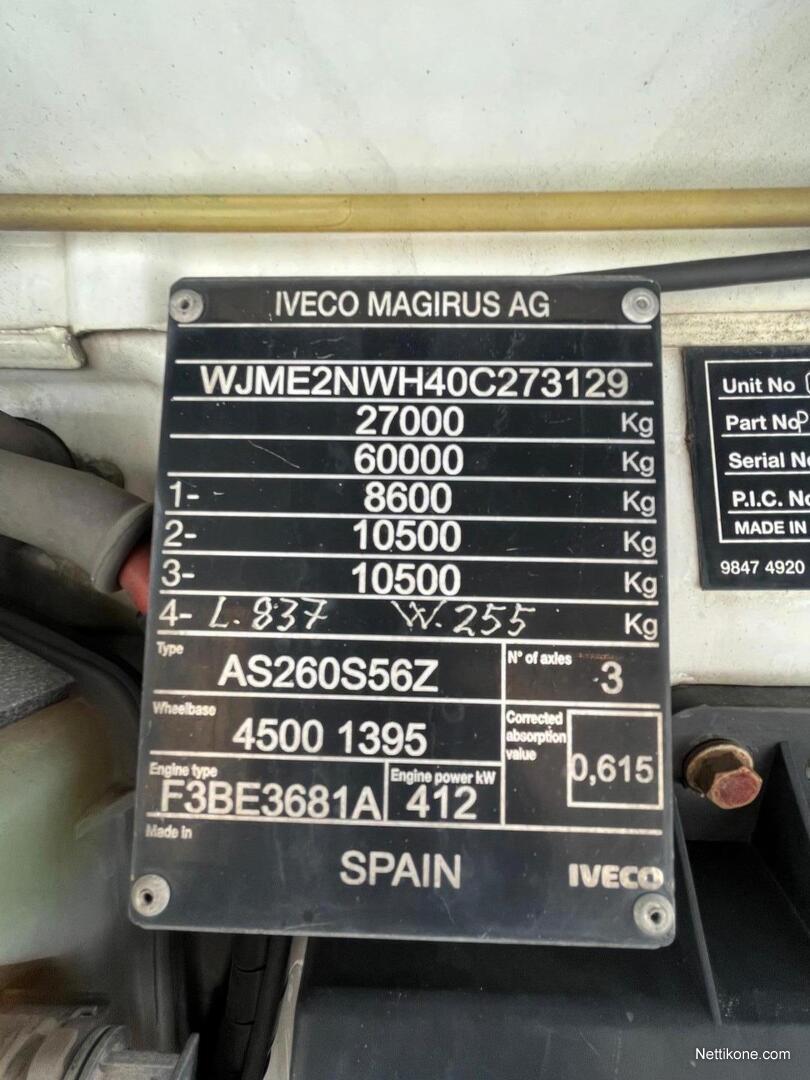 IVECO MAGIRUS AG
WJME2NWH40C273129
27000 Kg
60000 Kg
1- - 8600 Kg
2- 10500 Kg
3- 10500 Kg
4- L. 837 W. 255 Kg
Type AS260S56Z N° of axles 3
Wheelbase 4500 1395
Corrected absorption value 0,615
Engine type F3BE3681A Engine power kW 412
Made in
SPAIN IVECO
Unit No
Part No P
Serial No
P.I.C. No
MADE IN
9847 4920
Nettikone.com